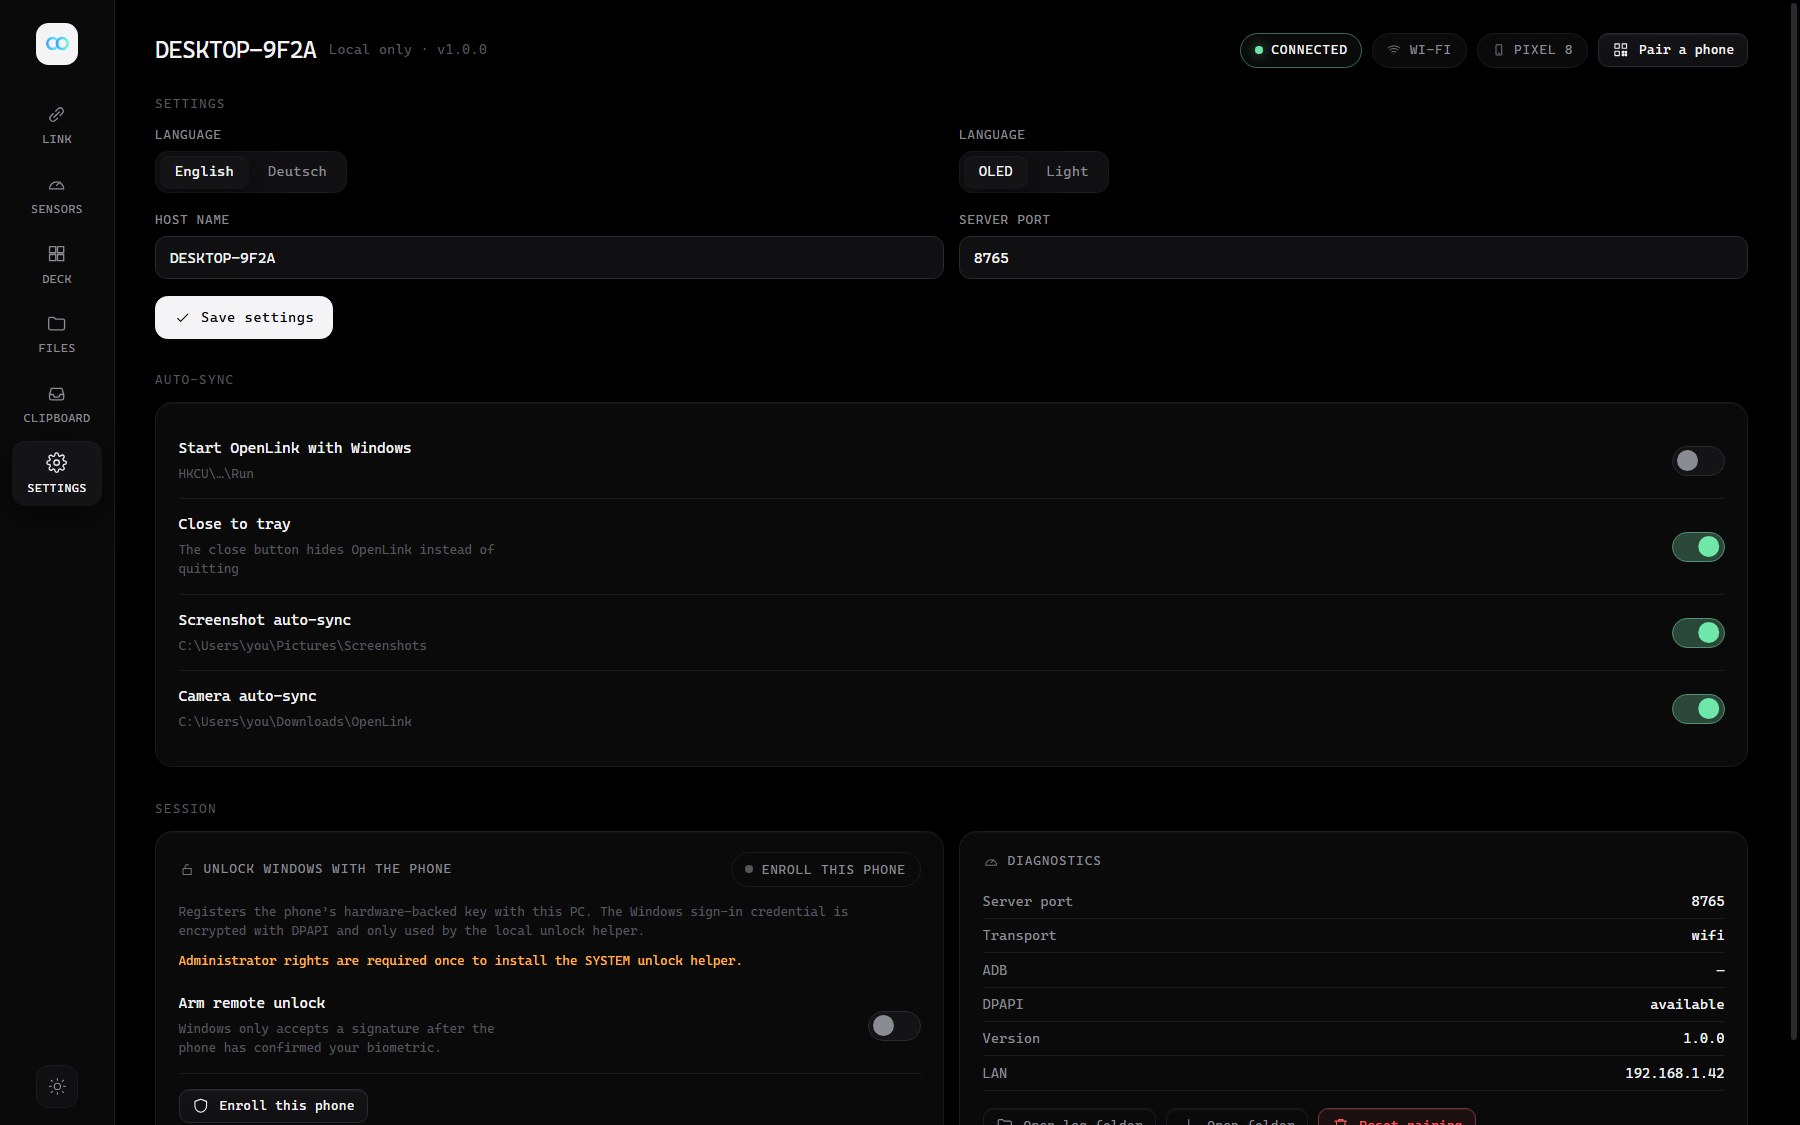 DESKTOP-9F2A Local only · v1.0.0
CONNECTED
WI-FI
PIXEL 8
Pair a phone
LINK
SENSORS
DECK
FILES
CLIPBOARD
SETTINGS
SETTINGS
LANGUAGE
English Deutsch
LANGUAGE
OLED Light
HOST NAME
DESKTOP-9F2A
SERVER PORT
8765
Save settings
AUTO-SYNC
Start OpenLink with Windows
HKCU\…\Run
Close to tray
The close button hides OpenLink instead of
quitting
Screenshot auto-sync
C:\Users\you\Pictures\Screenshots
Camera auto-sync
C:\Users\you\Downloads\OpenLink
SESSION
UNLOCK WINDOWS WITH THE PHONE
ENROLL THIS PHONE
Registers the phone's hardware-backed key with this PC. The Windows sign-in credential is
encrypted with DPAPI and only used by the local unlock helper.
Administrator rights are required once to install the SYSTEM unlock helper.
Arm remote unlock
Windows only accepts a signature after the
phone has confirmed your biometric.
Enroll this phone
DIAGNOSTICS
Server port 8765
Transport wifi
ADB —
DPAPI available
Version 1.0.0
LAN 192.168.1.42
Open log folder
Open folder
Reset pairing